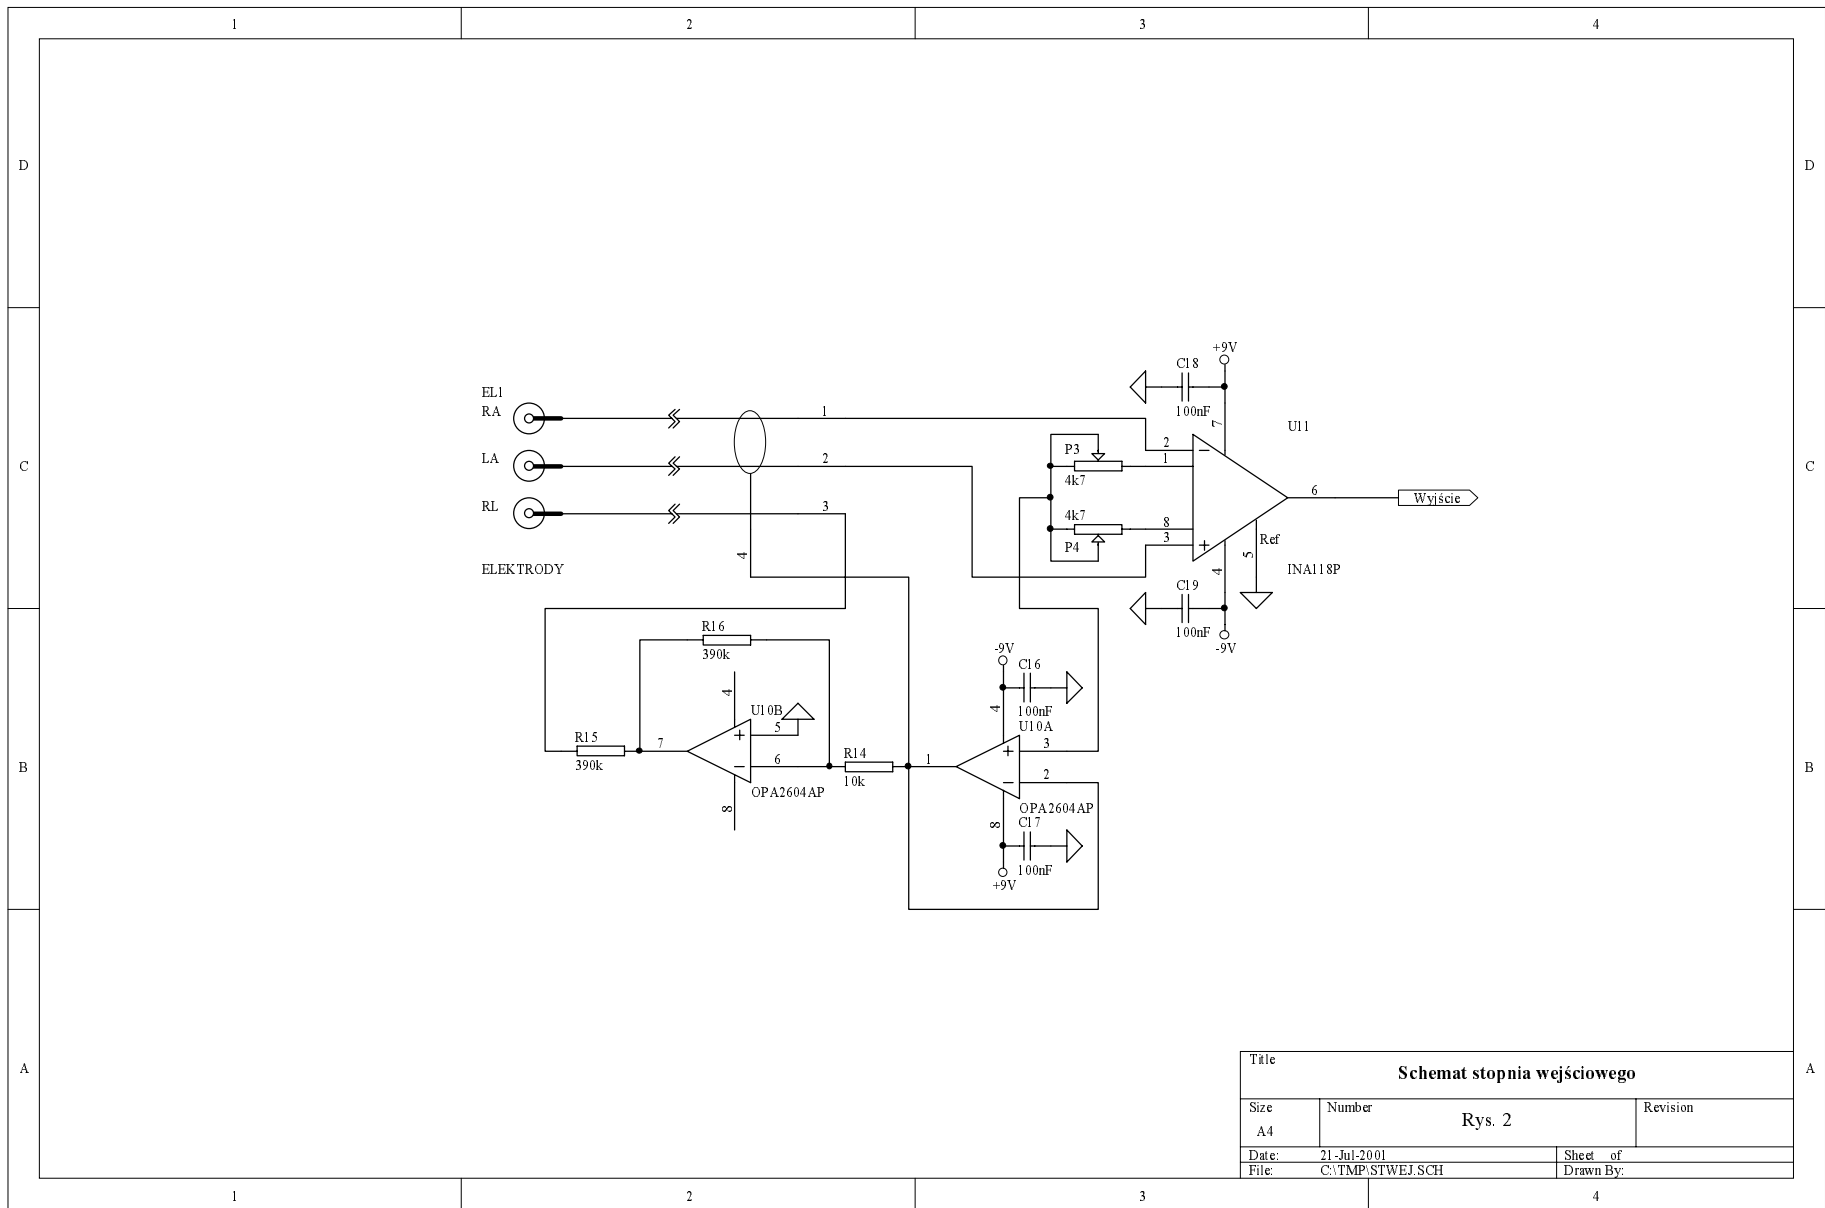 1 2 3 4
D D
C C
B B
A A
1 2 3 4
EL1
RA
LA
RL
ELEKTRODY
1
2
3
4
+9V
C18
100nF
7
U11
2
1
P3
4k7
4k7
P4
8
3
6
Wyjście
Ref
5
4
INA118P
C19
100nF
-9V
R16
390k
4
U10B
5
R15
390k
7
6
OPA2604AP
8
R14
10k
1
-9V
C16
100nF
4
U10A
3
2
OPA2604AP
8
C17
100nF
+9V
Title
Schemat stopnia wejściowego
Size Number Revision
A4 Rys. 2
Date: 21-Jul-2001 Sheet of
File: C:\TMP\STWEJ.SCH Drawn By: